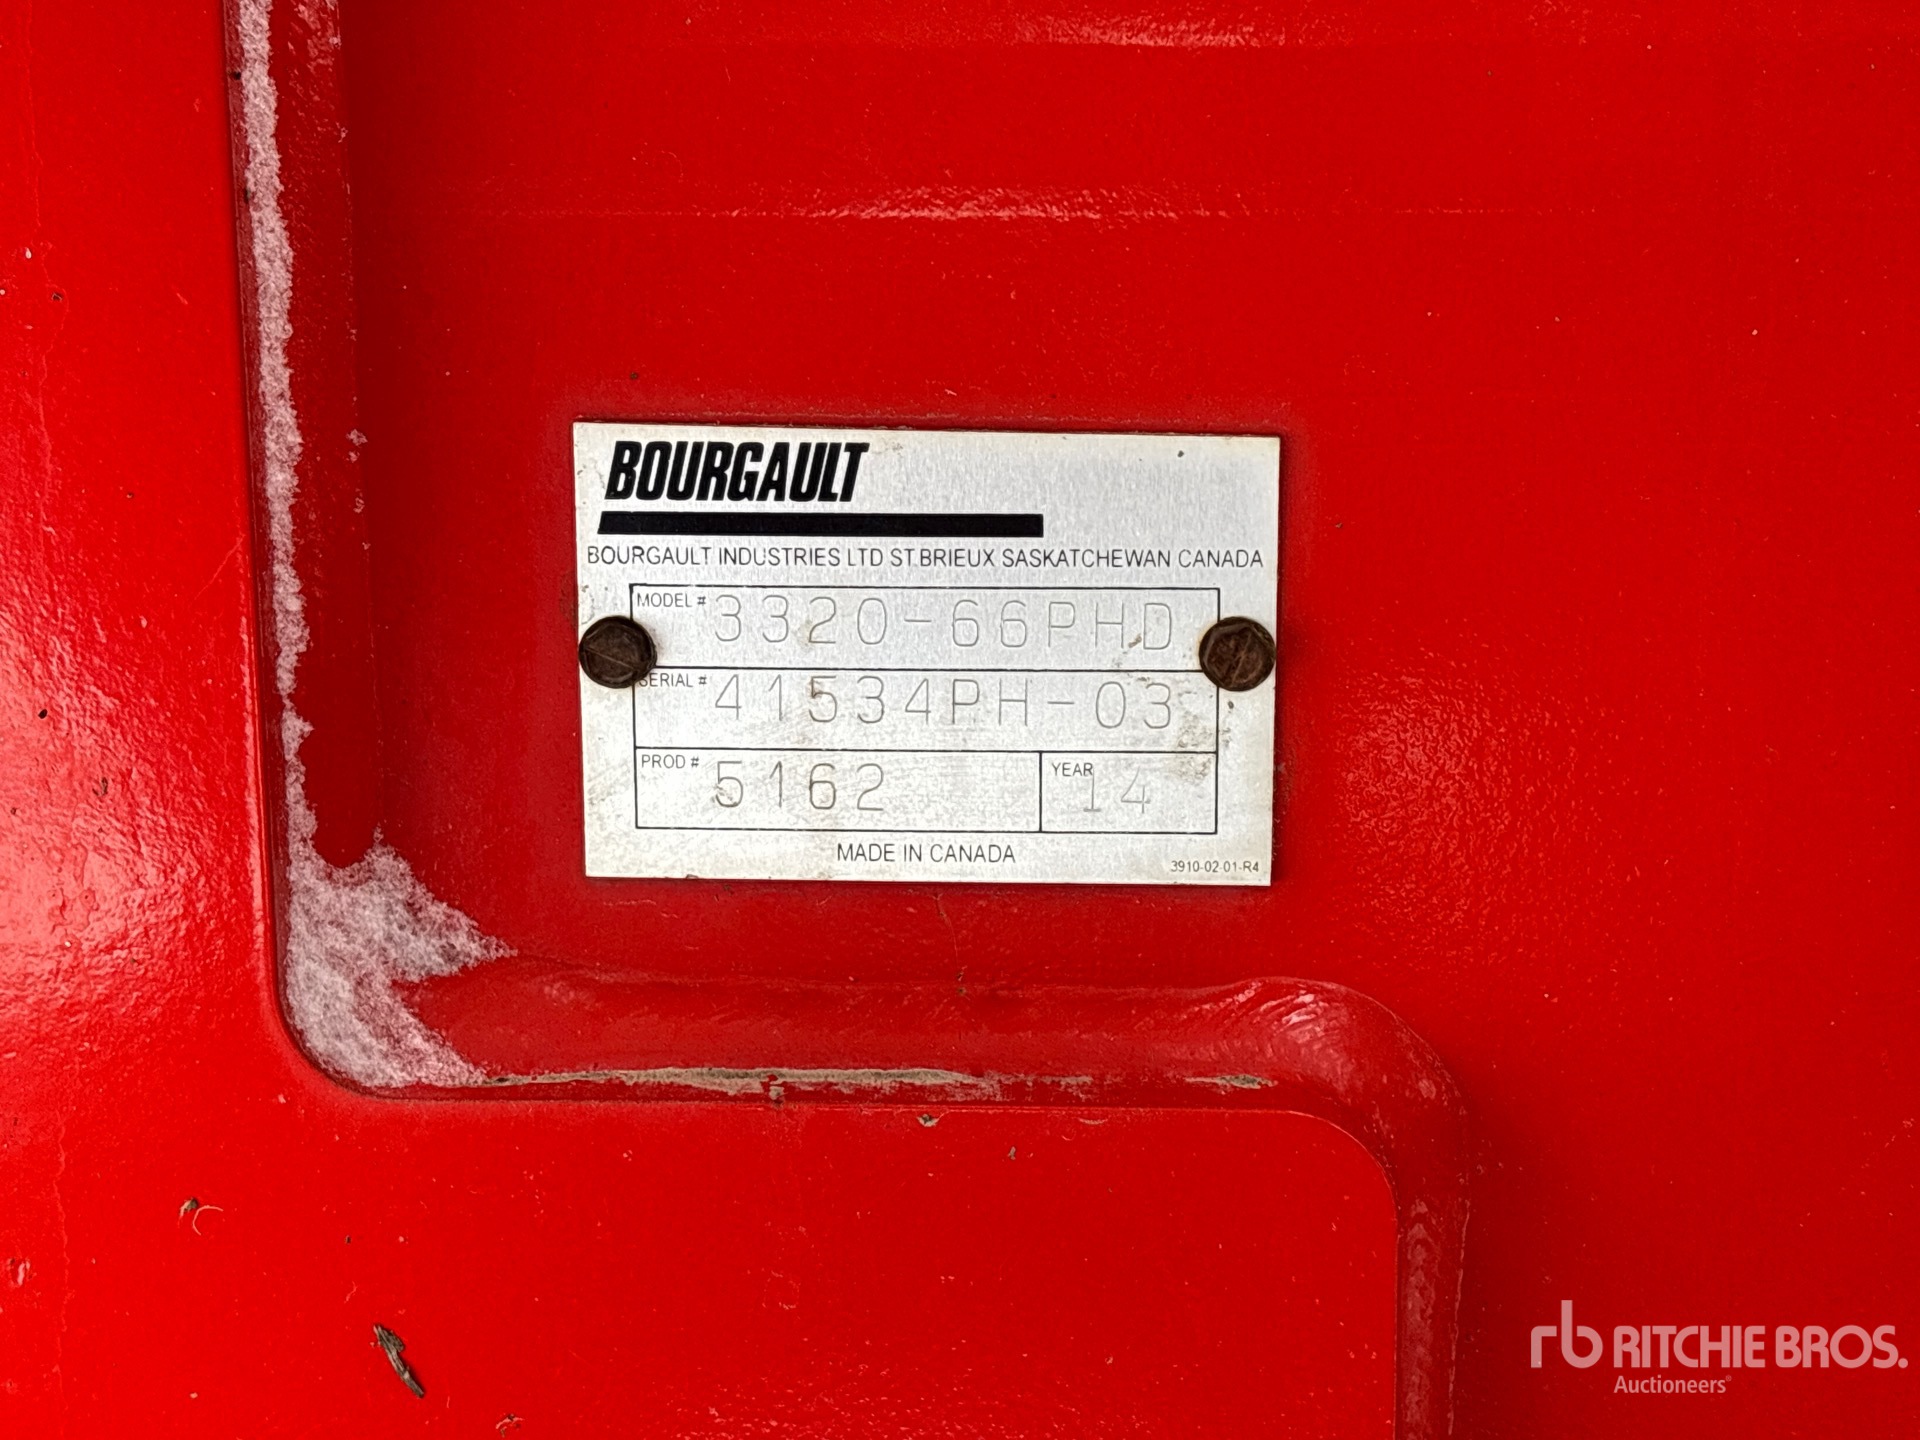 BOURGAULT
BOURGAULT INDUSTRIES LTD ST.BRIEUX SASKATCHEWAN CANADA
MODEL # 3320-66PHD
SERIAL # 41534PH-03
PROD # 5162 YEAR 14
MADE IN CANADA
3910-02-01-R4
rb RITCHIE BROS.
Auctioneers®